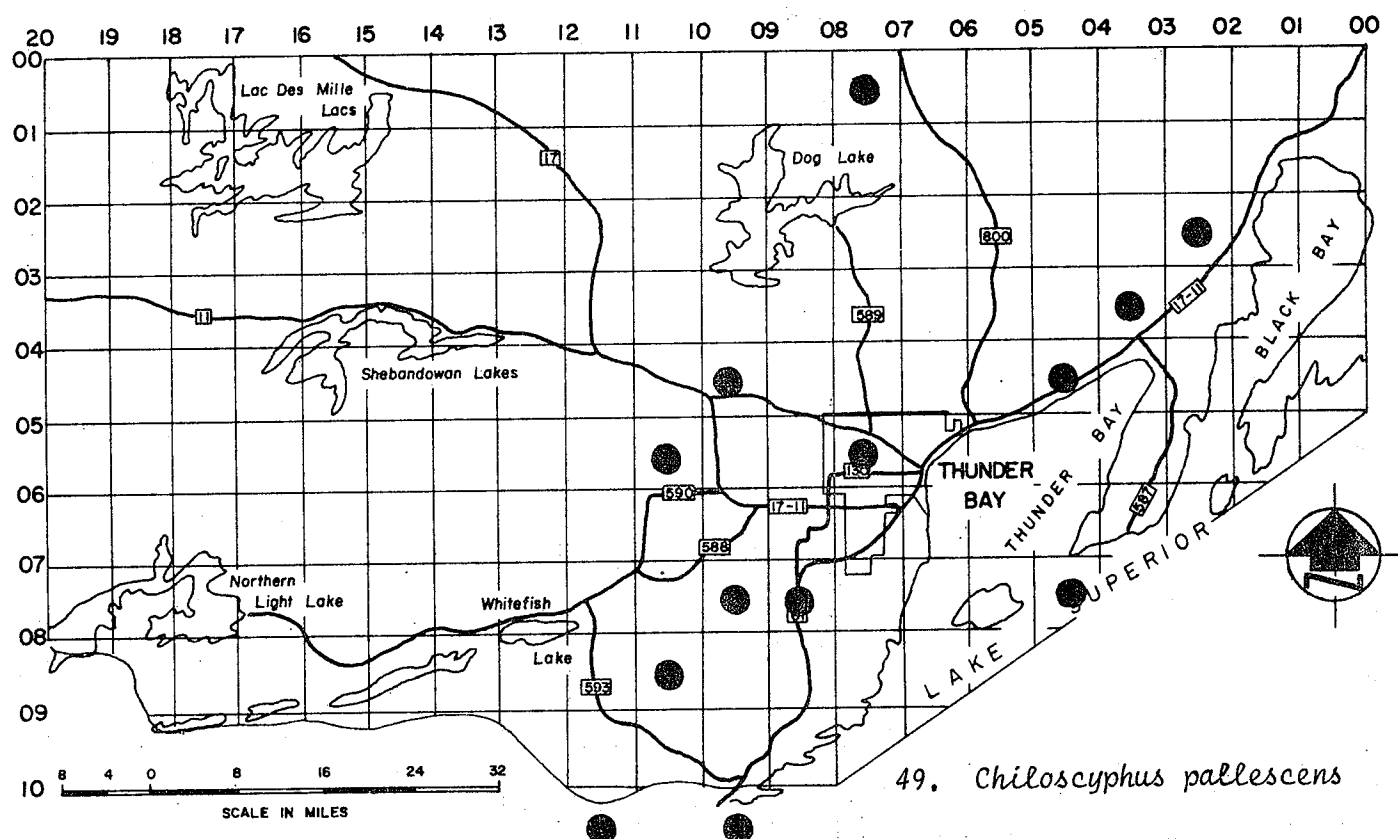 20 19 18 17 16 15 14 13 12 11 10 09 08 07 06 05 04 03 02 01 00
00
Lac Des Mille
Lacs
01
17
Dog Lake
02
800
BAY
03
17-11
11
589
BLACK
04
Shebandowan Lakes
05
BAY
130
THUNDER
BAY
06
590
17-11
THUNDER
587
588
07
Northern
Light Lake
Whitefish
SUPERIOR
61
08
Lake
LAKE
593
09
N
10
8 4 0 8 16 24 32
SCALE IN MILES
49. Chiloscyphus pallescens